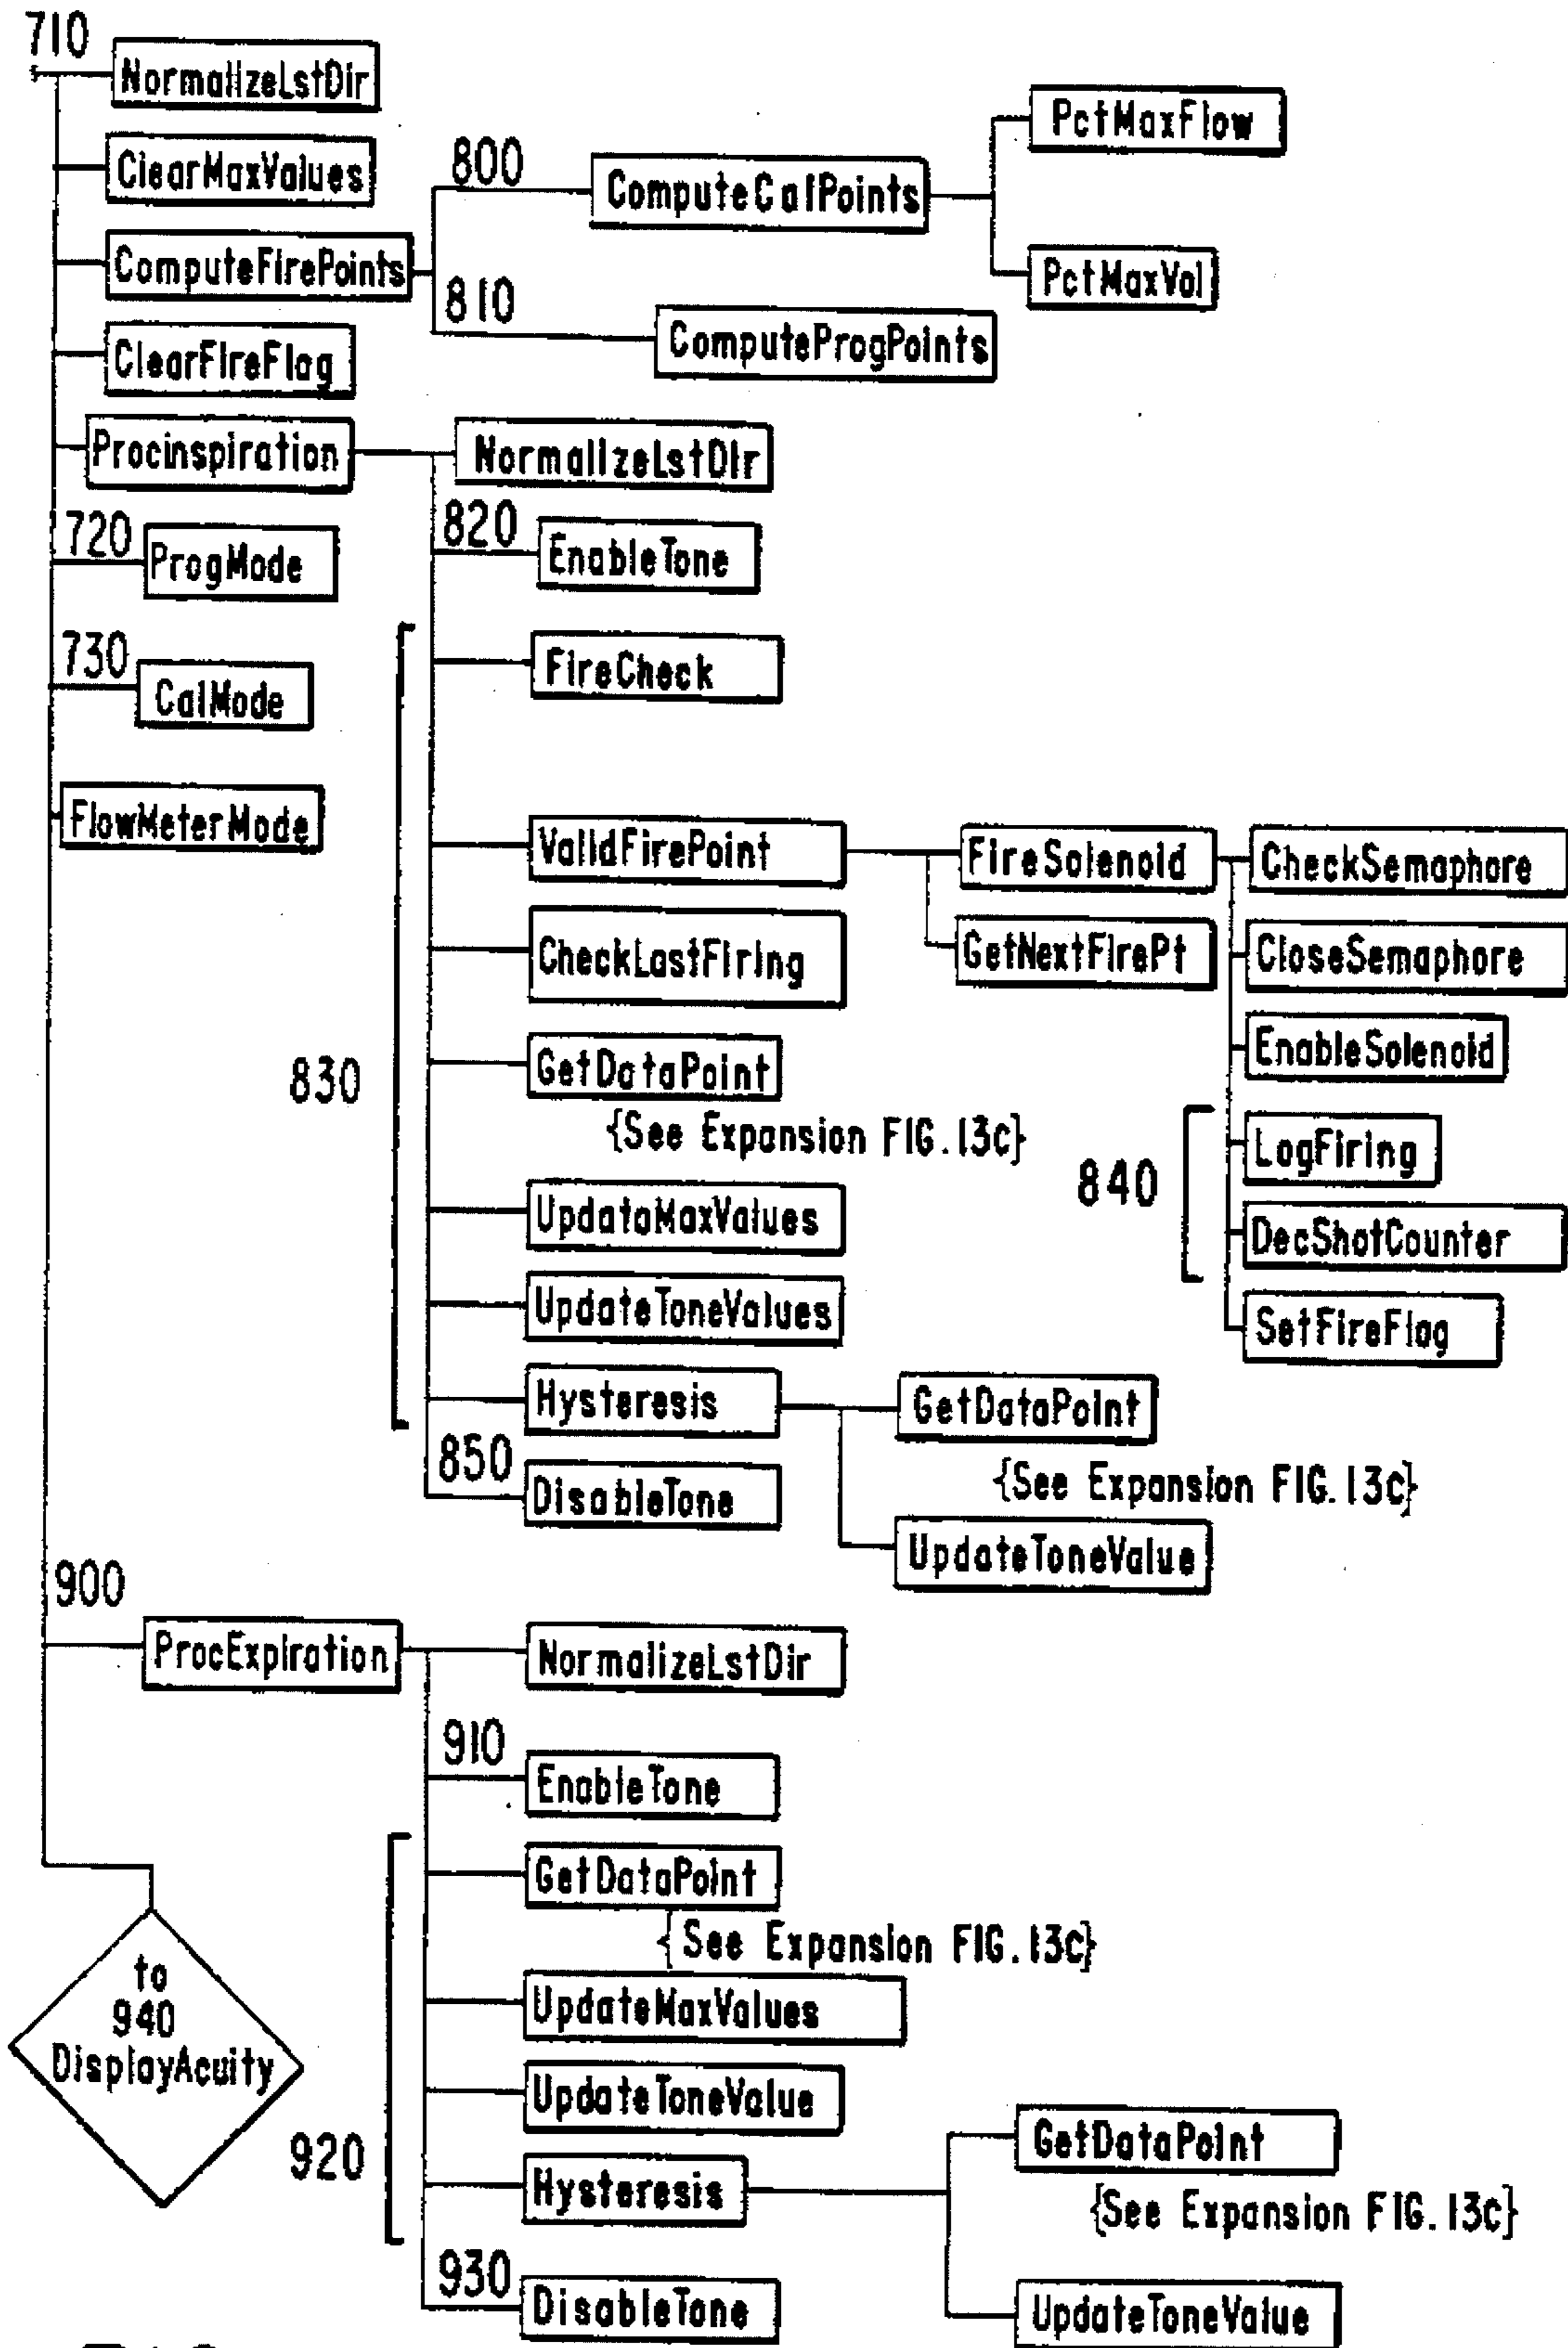 710
NormalizeLstDir
ClearMaxValues
ComputeFirePoints
800
ComputeCalPoints
PctMaxFlow
PctMaxVol
810
ComputeProgPoints
ClearFireFlag
Procinspiration
NormalizeLstDir
820
EnableTone
720
ProgMode
730
CalMode
FlowMeterMode
830
FireCheck
ValidFirePoint
FireSolenoid
CheckSemaphore
CloseSemaphore
EnableSolenoid
840
LogFiring
DecShotCounter
SetFireFlag
GetNextFirePt
CheckLastFiring
GetDataPoint
{See Expansion FIG.13c}
UpdateMaxValues
UpdateToneValues
Hysteresis
GetDataPoint
{See Expansion FIG.13c}
UpdateToneValue
850
DisableTone
900
ProcExpiration
NormalizeLstDir
910
EnableTone
920
GetDataPoint
{See Expansion FIG.13c}
UpdateMaxValues
UpdateToneValue
Hysteresis
GetDataPoint
{See Expansion FIG.13c}
UpdateToneValue
930
DisableTone
to
940
DisplayAcuity